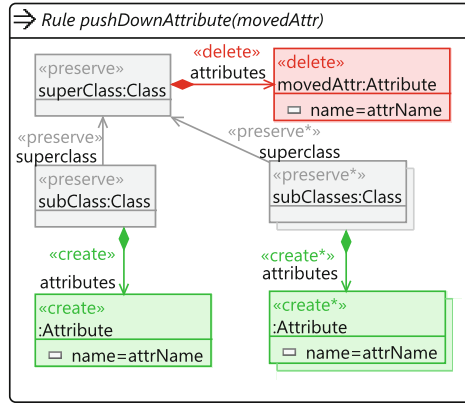 Rule pushDownAttribute(movedAttr)
«delete»
attributes
«preserve»
superClass:Class
«delete»
movedAttr:Attribute
name=attrName
«preserve»
superclass
«preserve*»
superclass
«preserve»
subClass:Class
«preserve*»
subClasses:Class
«create»
attributes
«create*»
attributes
«create»
:Attribute
name=attrName
«create*»
:Attribute
name=attrName